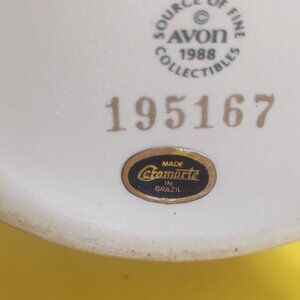 SOURCE OF FINE
©
AVON
1988
COLLECTIBLES
195167
MADE
Ceramarte
IN
BRAZIL